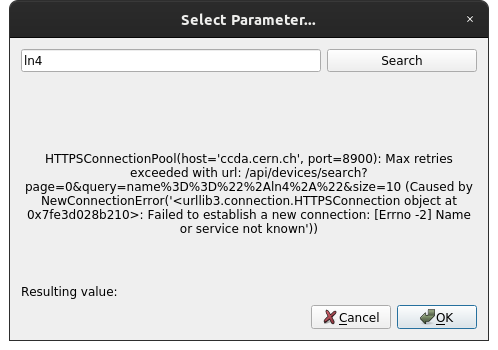 Select Parameter...
×
ln4
Search
HTTPSConnectionPool(host='ccda.cern.ch', port=8900): Max retries
exceeded with url: /api/devices/search?
page=0&query=name%3D%3D%22%2Aln4%2A%22&size=10 (Caused by
NewConnectionError('<urllib3.connection.HTTPSConnection object at
0x7fe3d028b210>: Failed to establish a new connection: [Errno -2] Name
or service not known'))
Resulting value:
Cancel
OK